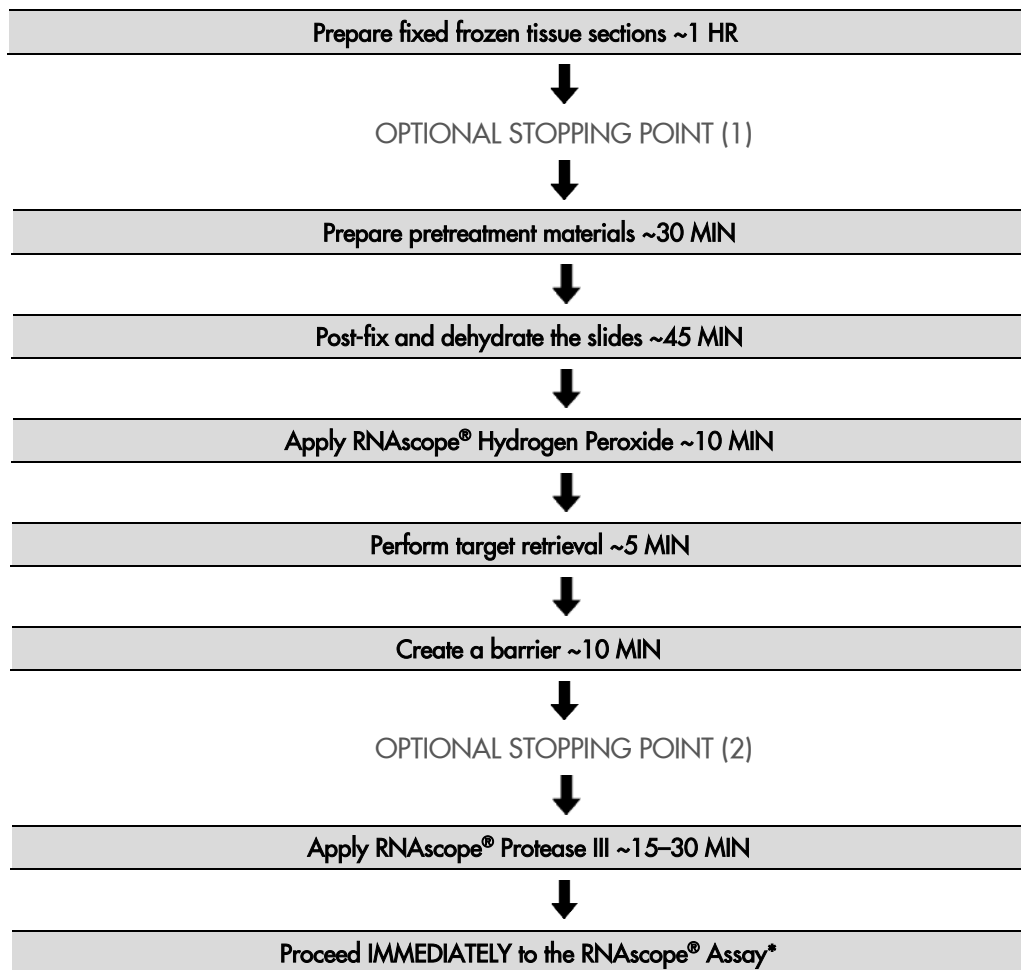 Prepare fixed frozen tissue sections ~1 HR
OPTIONAL STOPPING POINT (1)
Prepare pretreatment materials ~30 MIN
Post-fix and dehydrate the slides ~45 MIN
Apply RNAscope® Hydrogen Peroxide ~10 MIN
Perform target retrieval ~5 MIN
Create a barrier ~10 MIN
OPTIONAL STOPPING POINT (2)
Apply RNAscope® Protease III ~15–30 MIN
Proceed IMMEDIATELY to the RNAscope® Assay*